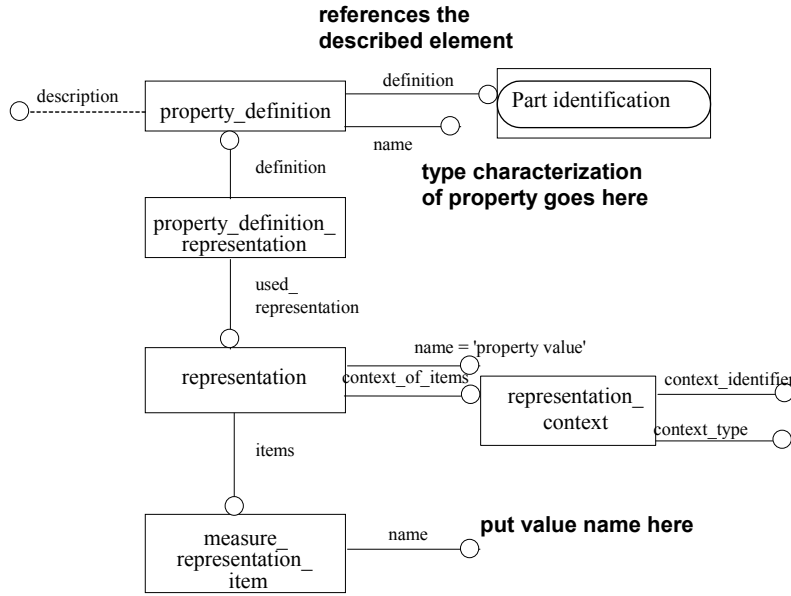 references the
described element
definition
description
property_definition
Part identification
name
type characterization
of property goes here
definition
property_definition_
representation
used_
representation
name = 'property value'
representation
context_of_items
context_identifier
representation_
context
context_type
items
put value name here
measure_
name
representation_
item